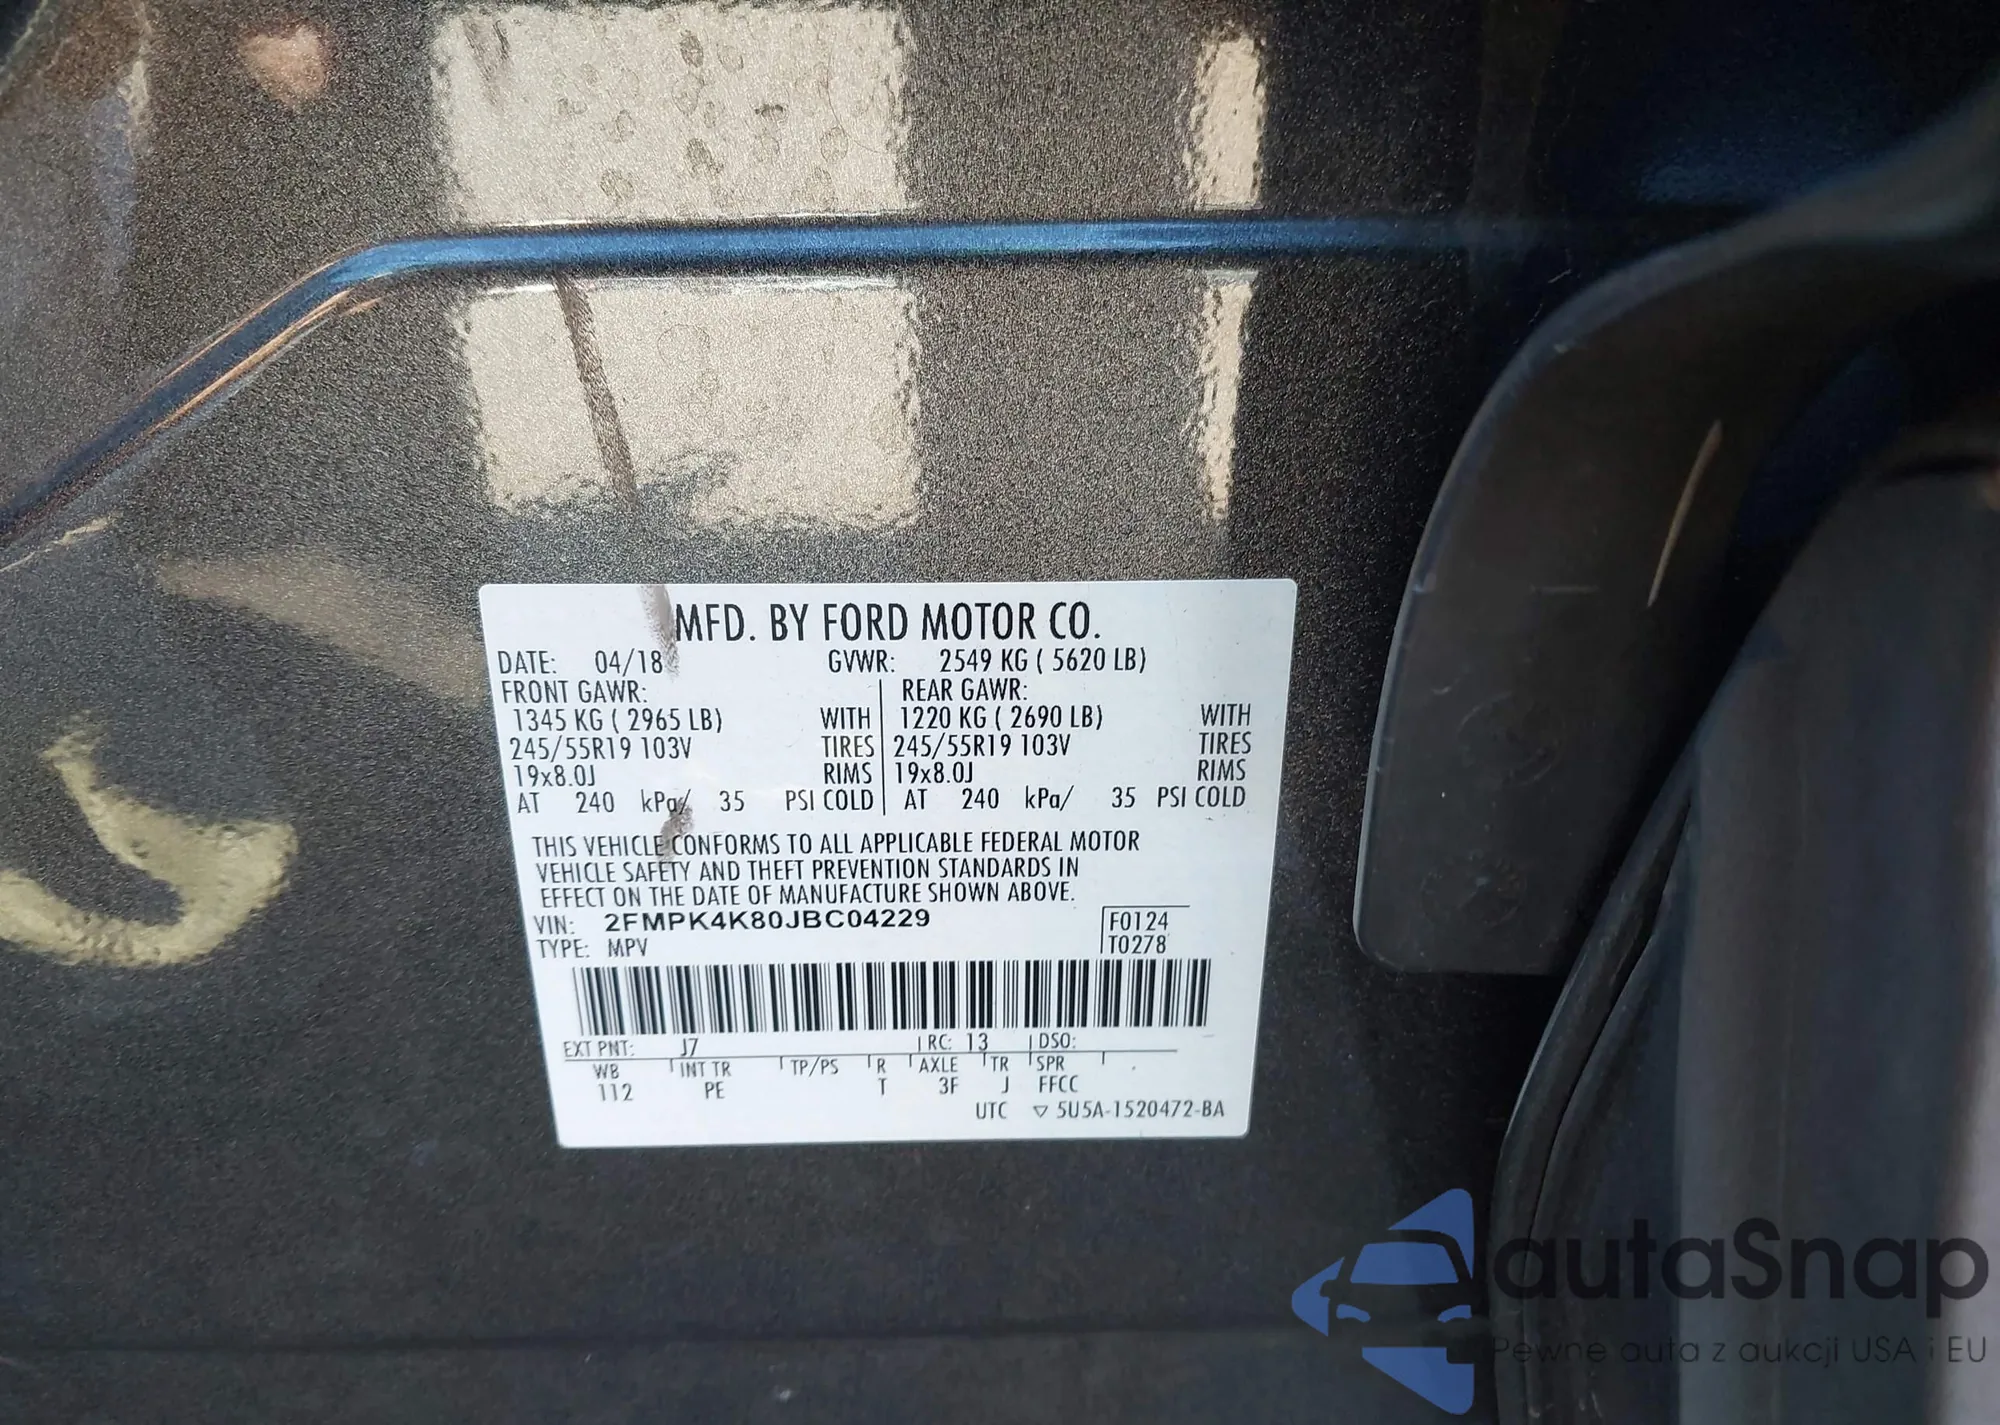 MFD. BY FORD MOTOR CO.
DATE: 04/18 GVWR: 2549 KG ( 5620 LB)
FRONT GAWR: REAR GAWR:
1345 KG ( 2965 LB) WITH 1220 KG ( 2690 LB) WITH
245/55R19 103V TIRES 245/55R19 103V TIRES
19x8.0J RIMS 19x8.0J RIMS
AT 240 kPa/ 35 PSI COLD AT 240 kPa/ 35 PSI COLD
THIS VEHICLE CONFORMS TO ALL APPLICABLE FEDERAL MOTOR
VEHICLE SAFETY AND THEFT PREVENTION STANDARDS IN
EFFECT ON THE DATE OF MANUFACTURE SHOWN ABOVE.
VIN: 2FMPK4K80JBC04229 F0124
TYPE: MPV T0278
EXT PNT: J7 RC: 13 DSO:
WB INT TR TP/PS R AXLE TR SPR
112 PE T 3F J FFCC
UTC ▽ 5U5A-1520472-BA
autaSnap
Pewne auta z aukcji USA i EU